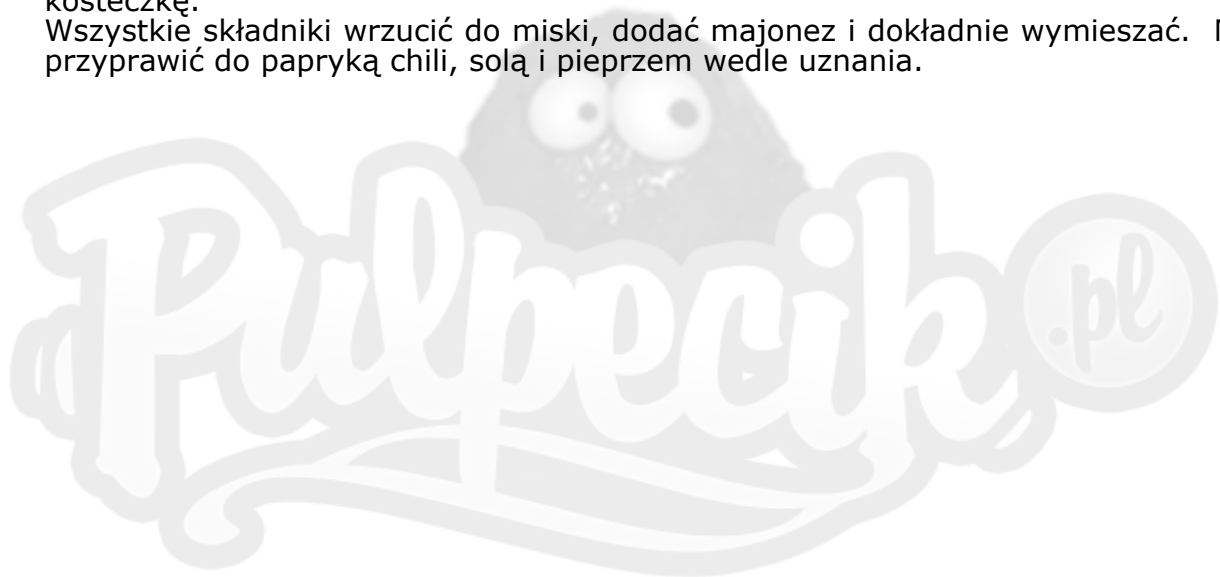 kosteczkę.
Wszystkie składniki wrzucić do miski, dodać majonez i dokładnie wymieszać.
przyprawić do papryką chili, solą i pieprzem wedle uznania.
Pulpecik.pl